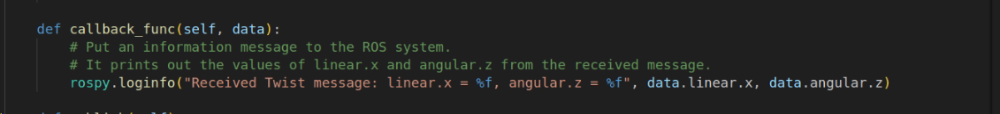 def callback_func(self, data):
# Put an information message to the ROS system.
# It prints out the values of linear.x and angular.z from the received message.
rospy.loginfo("Received Twist message: linear.x = %f, angular.z = %f", data.linear.x, data.angular.z)